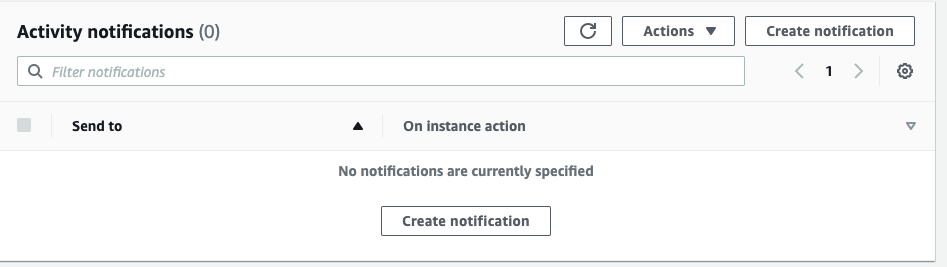 Activity notifications (0)
Actions
Create notification
Filter notifications
1
Send to
On instance action
No notifications are currently specified
Create notification